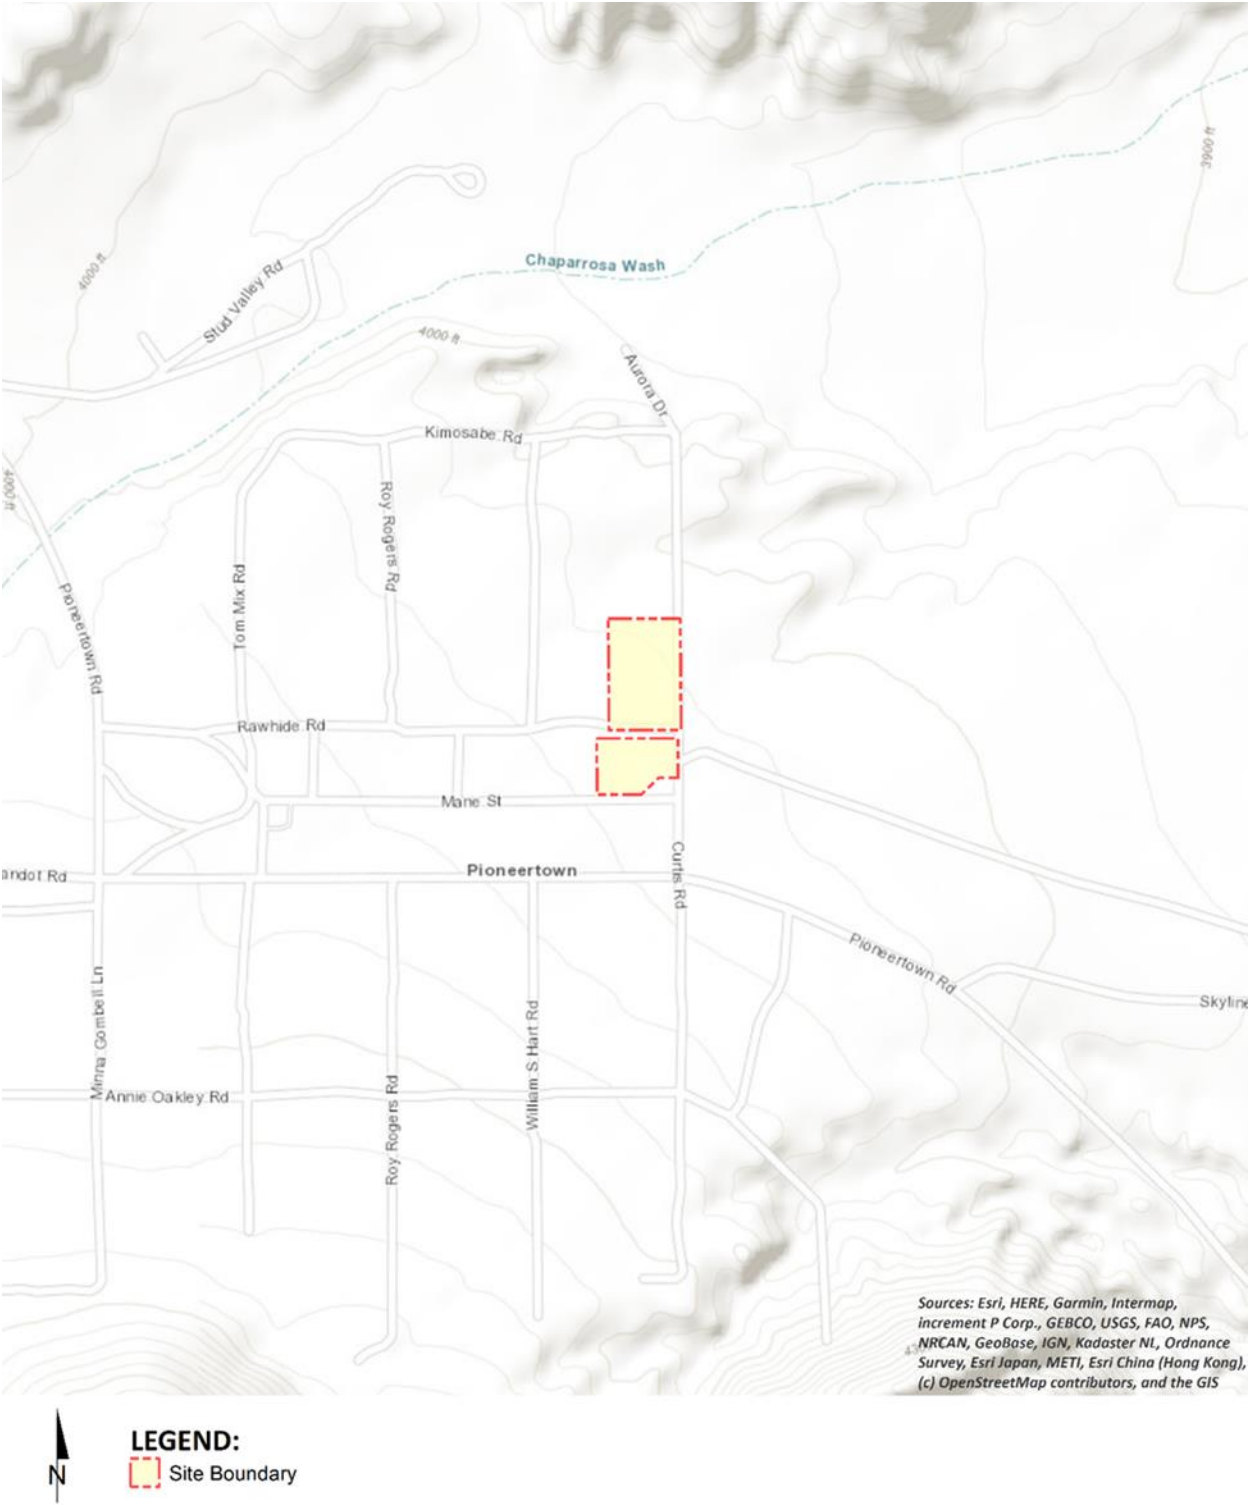 3900 ft
Chaparrosa Wash
4000 ft
Stud Valley Rd
4000 ft
Aurora Dr
Kimosabe Rd
4000 ft
Roy Rogers Rd
Tom Mix Rd
Pioneertown Rd
Rawhide Rd
Mane St
Pioneertown
andot Rd
Curtis Rd
Pioneertown Rd
Skyline
Minna Gombell Ln
William S Hart Rd
Annie Oakley Rd
Roy Rogers Rd
Sources: Esri, HERE, Garmin, Intermap,
increment P Corp., GEBCO, USGS, FAO, NPS,
NRCAN, GeoBase, IGN, Kadaster NL, Ordnance
Survey, Esri Japan, METI, Esri China (Hong Kong),
(c) OpenStreetMap contributors, and the GIS
N
LEGEND:
Site Boundary